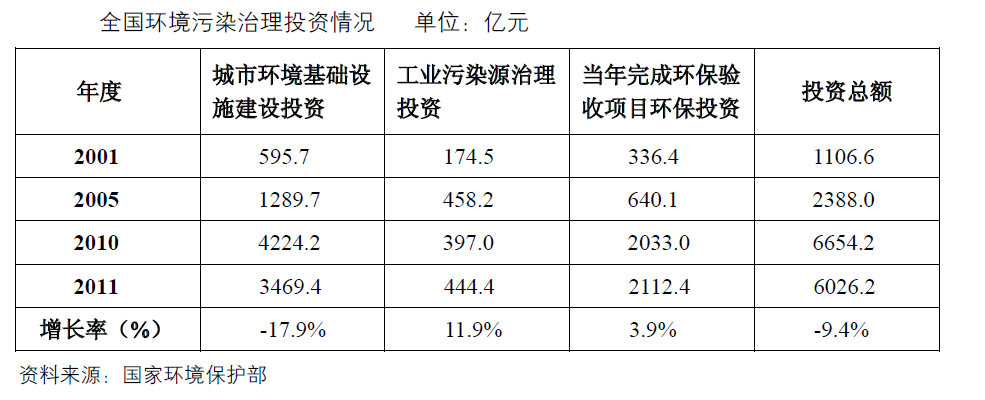 全国环境污染治理投资情况 单位：亿元
年度 城市环境基础设施建设投资 工业污染源治理投资 当年完成环保验收项目环保投资 投资总额
2001 595.7 174.5 336.4 1106.6
2005 1289.7 458.2 640.1 2388.0
2010 4224.2 397.0 2033.0 6654.2
2011 3469.4 444.4 2112.4 6026.2
增长率（%） -17.9% 11.9% 3.9% -9.4%
资料来源：国家环境保护部